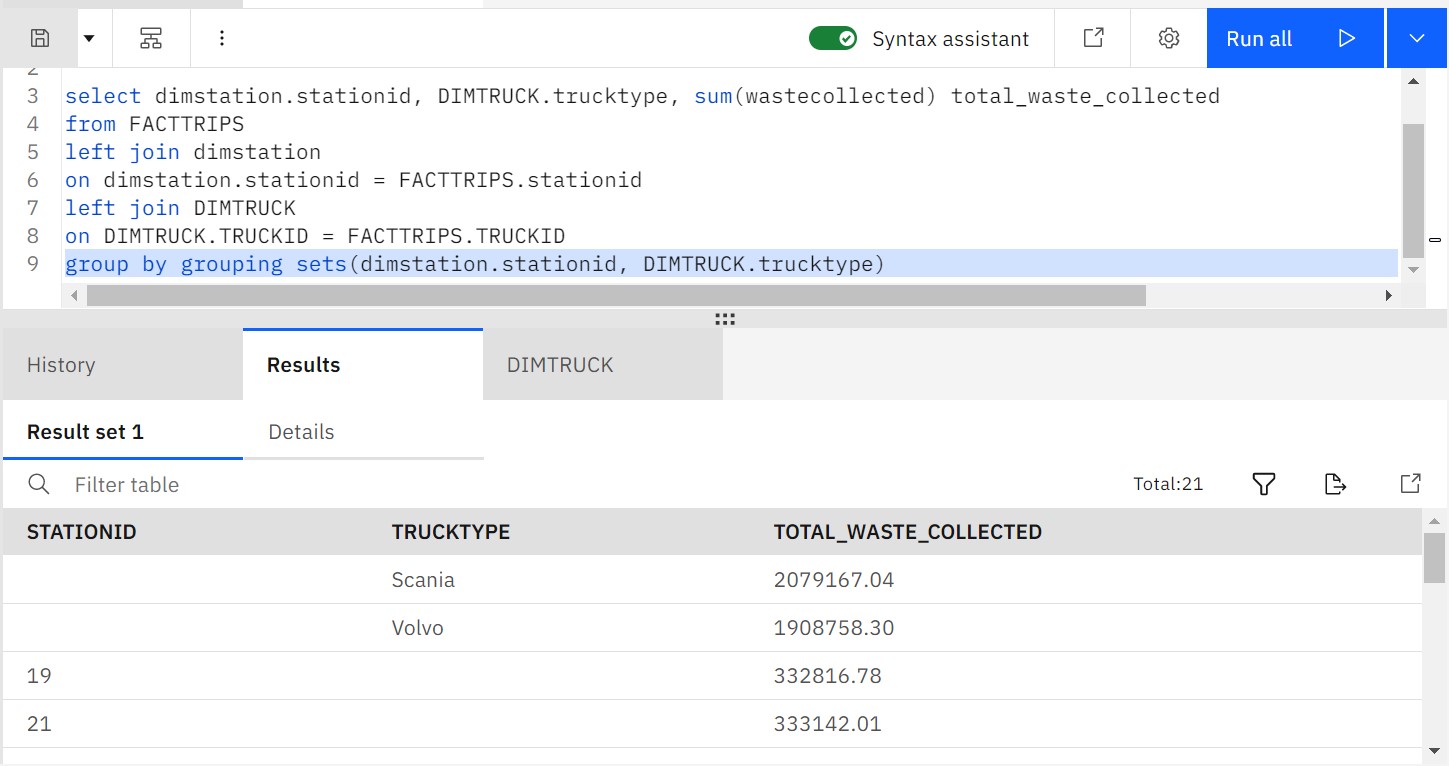 Syntax assistant
Run all
2
3 select dimstation.stationid, DIMTRUCK.trucktype, sum(wastecollected) total_waste_collected
4 from FACTTRIPS
5 left join dimstation
6 on dimstation.stationid = FACTTRIPS.stationid
7 left join DIMTRUCK
8 on DIMTRUCK.TRUCKID = FACTTRIPS.TRUCKID
9 group by grouping sets(dimstation.stationid, DIMTRUCK.trucktype)
History Results DIMTRUCK
Result set 1 Details
Filter table Total:21
STATIONID TRUCKTYPE TOTAL_WASTE_COLLECTED
Scania 2079167.04
Volvo 1908758.30
19 332816.78
21 333142.01